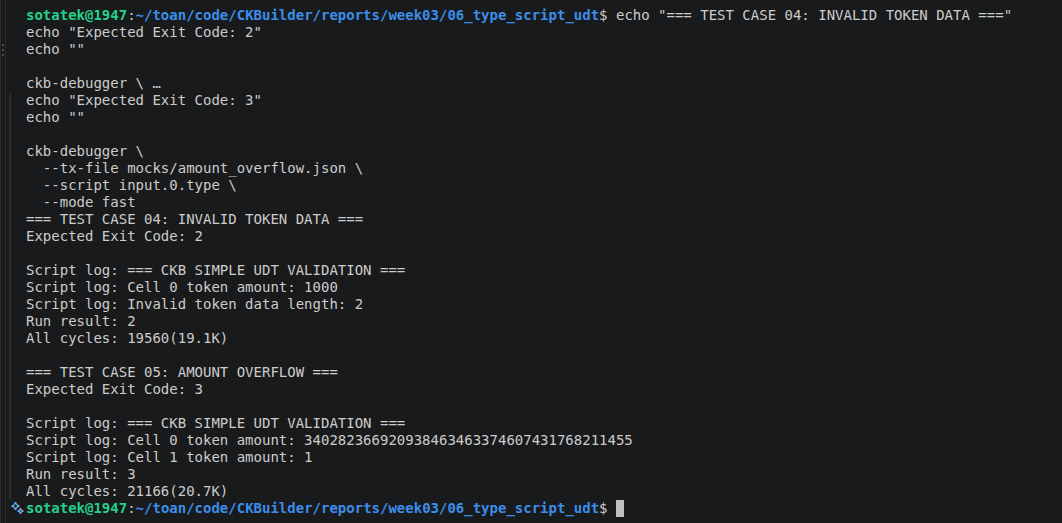 sotatek@1947:~/toan/code/CKBuilder/reports/week03/06_type_script_udt$ echo "=== TEST CASE 04: INVALID TOKEN DATA ==="
echo "Expected Exit Code: 2"
echo ""
ckb-debugger \ …
echo "Expected Exit Code: 3"
echo ""
ckb-debugger \
--tx-file mocks/amount_overflow.json \
--script input.0.type \
--mode fast
=== TEST CASE 04: INVALID TOKEN DATA ===
Expected Exit Code: 2
Script log: === CKB SIMPLE UDT VALIDATION ===
Script log: Cell 0 token amount: 1000
Script log: Invalid token data length: 2
Run result: 2
All cycles: 19560(19.1K)
=== TEST CASE 05: AMOUNT OVERFLOW ===
Expected Exit Code: 3
Script log: === CKB SIMPLE UDT VALIDATION ===
Script log: Cell 0 token amount: 340282366920938463463374607431768211455
Script log: Cell 1 token amount: 1
Run result: 3
All cycles: 21166(20.7K)
sotatek@1947:~/toan/code/CKBuilder/reports/week03/06_type_script_udt$